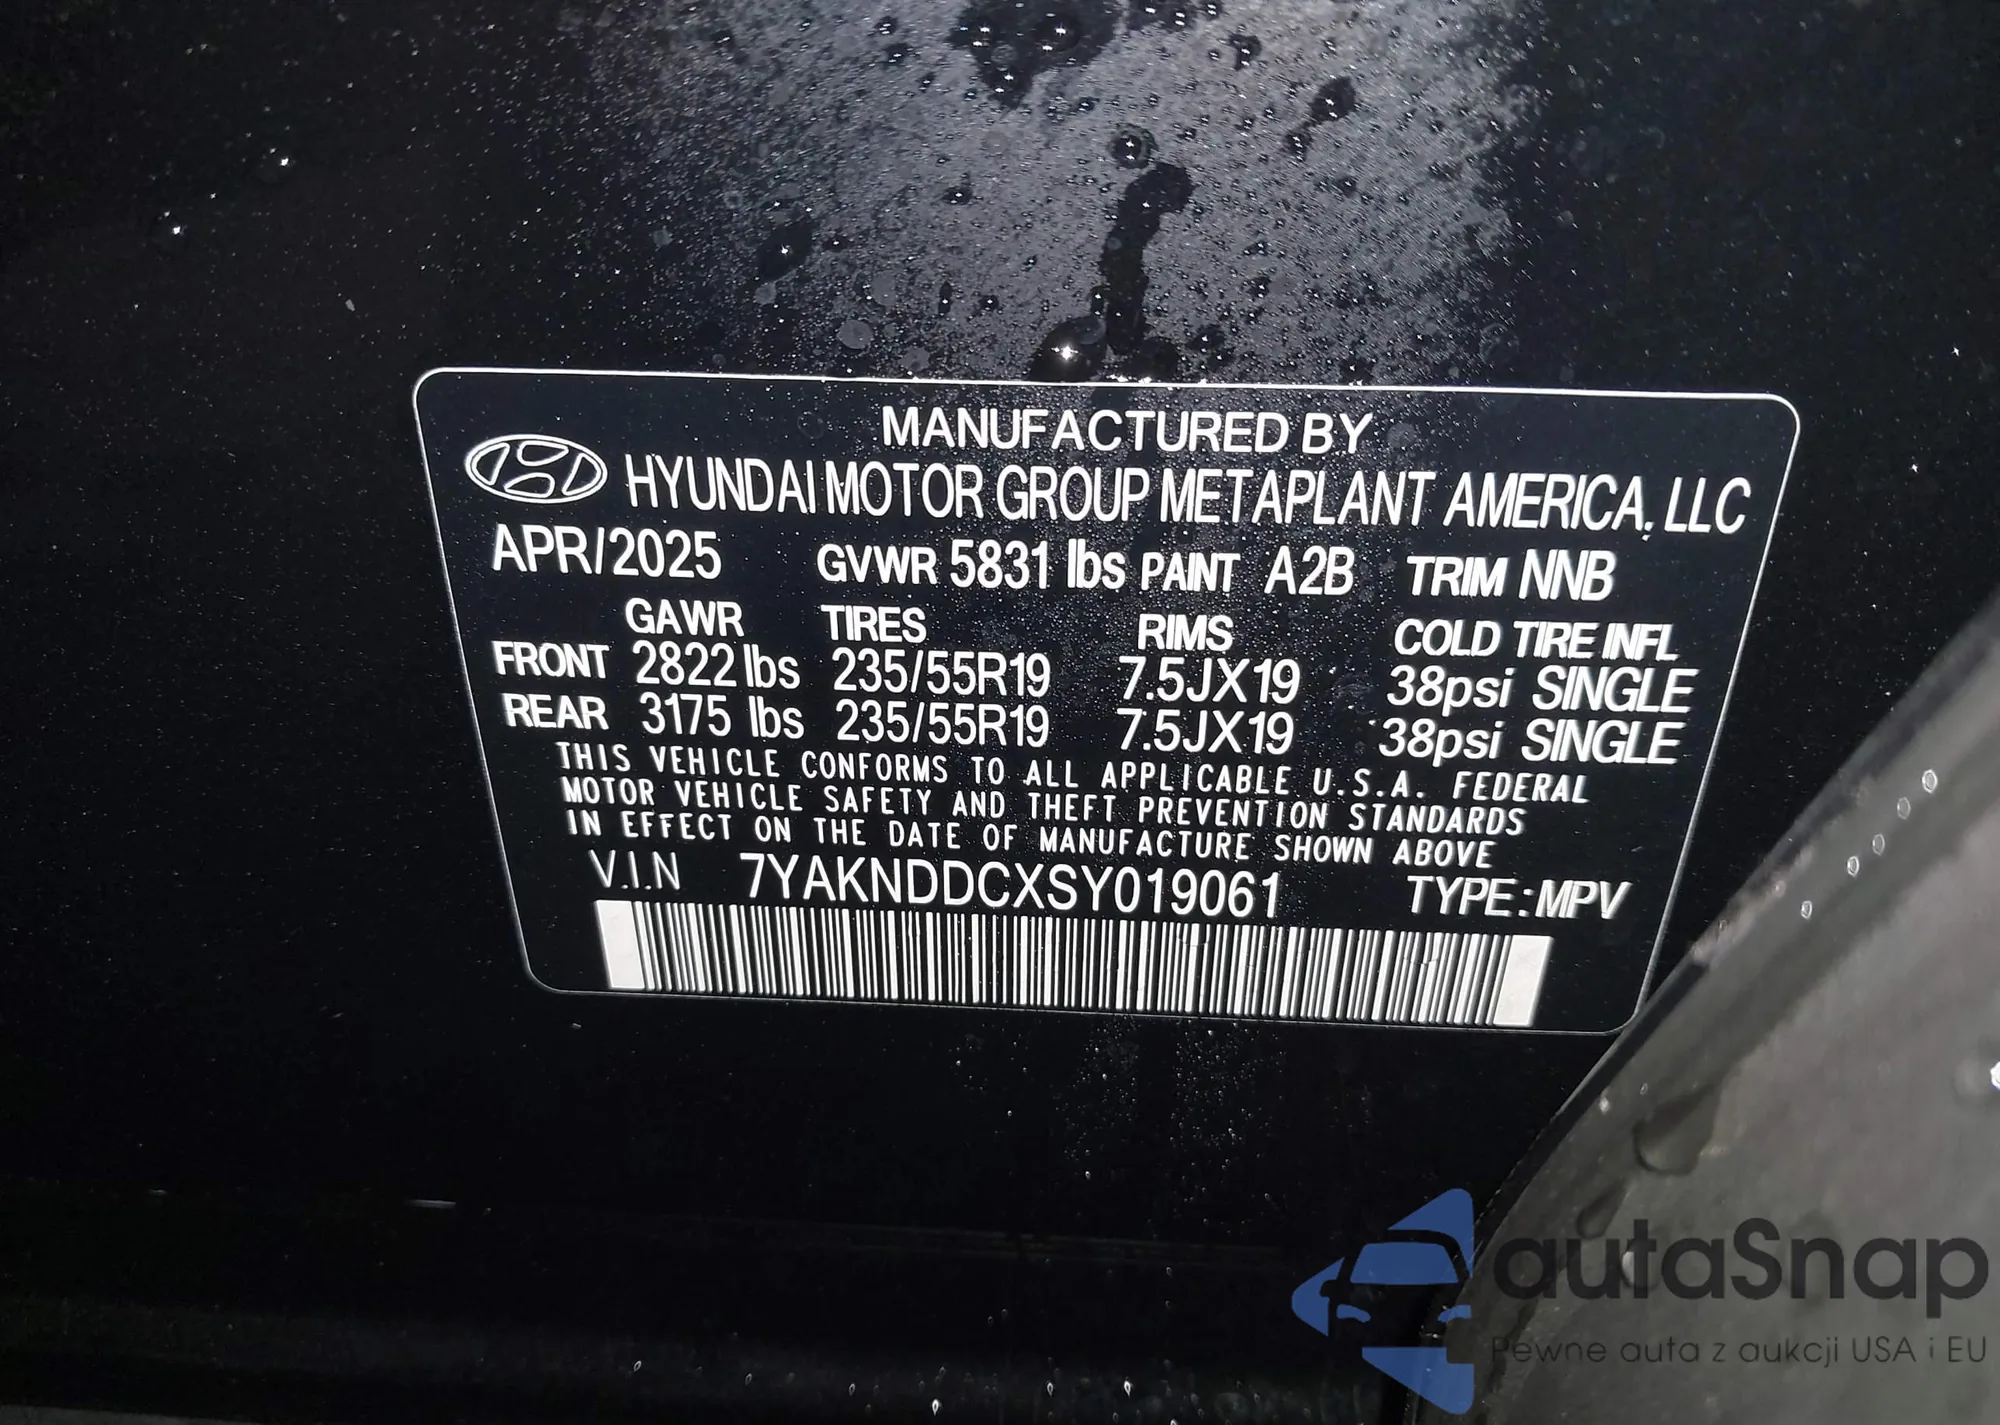 MANUFACTURED BY
HYUNDAI MOTOR GROUP METAPLANT AMERICA, LLC
APR/2025 GVWR 5831 lbs PAINT A2B TRIM NNB
GAWR TIRES RIMS COLD TIRE INFL
FRONT 2822 lbs 235/55R19 7.5JX19 38psi SINGLE
REAR 3175 lbs 235/55R19 7.5JX19 38psi SINGLE
THIS VEHICLE CONFORMS TO ALL APPLICABLE U.S.A. FEDERAL
MOTOR VEHICLE SAFETY AND THEFT PREVENTION STANDARDS
IN EFFECT ON THE DATE OF MANUFACTURE SHOWN ABOVE
V.I.N 7YAKNDDCXSY019061 TYPE:MPV
autaSnap
Pewne auta z aukcji USA i EU